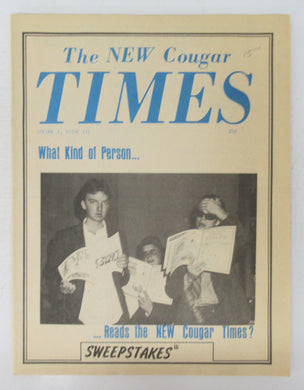 The NEW Cougar
TIMES
What Kind of Person...
...Reads the NEW Cougar Times?
SWEEPSTAKES